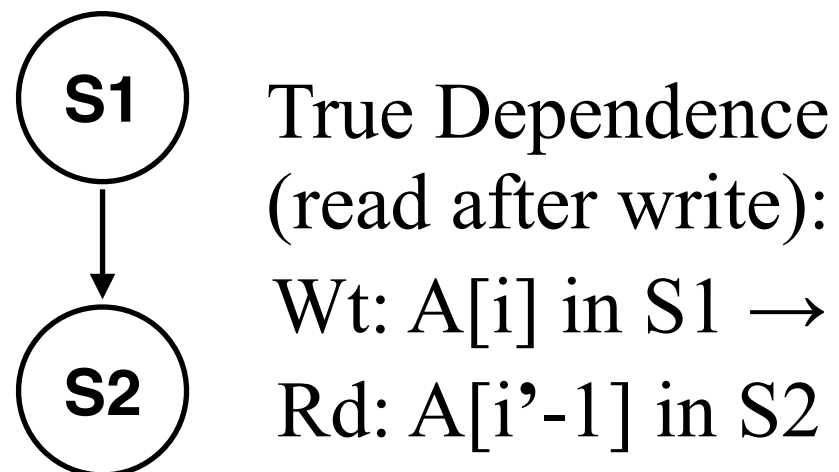 S1
True Dependence
(read after write):
Wt: A[i] in S1 →
S2
Rd: A[i’-1] in S2